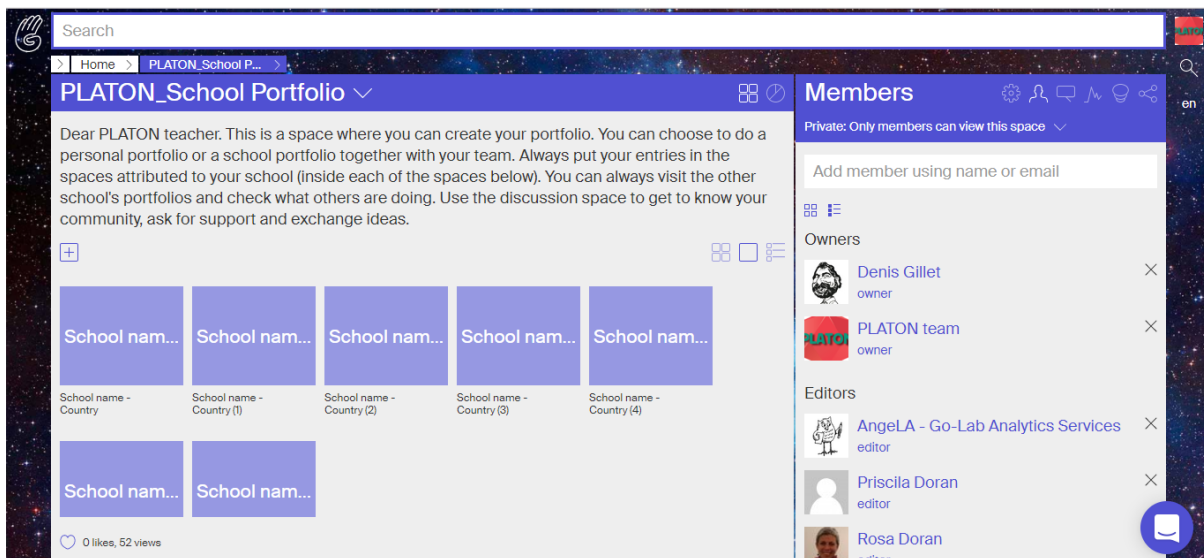 Search
PLATON
Home
PLATON_School P...
en
PLATON_School Portfolio
Dear PLATON teacher. This is a space where you can create your portfolio. You can choose to do a
personal portfolio or a school portfolio together with your team. Always put your entries in the
spaces attributed to your school (inside each of the spaces below). You can always visit the other
school's portfolios and check what others are doing. Use the discussion space to get to know your
community, ask for support and exchange ideas.
School nam...
School nam...
School nam...
School nam...
School nam...
School name -
Country
School name -
Country (1)
School name -
Country (2)
School name -
Country (3)
School name -
Country (4)
School nam...
School nam...
0 likes, 52 views
Members
Private: Only members can view this space
Add member using name or email
Owners
Denis Gillet
owner
PLATON
PLATON team
owner
Editors
AngeLA - Go-Lab Analytics Services
editor
Priscila Doran
editor
Rosa Doran
editor